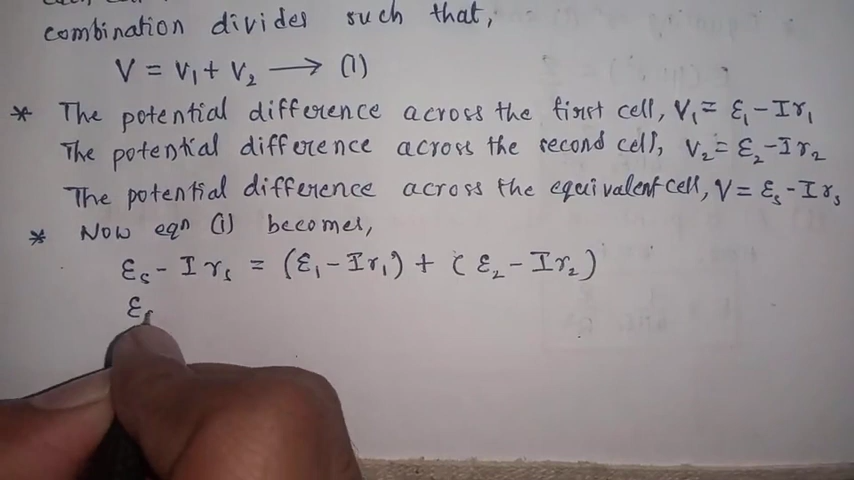 combination divides such that,
V = V₁ + V₂ ⟶ (1)
* The potential difference across the first cell, V₁ = ε₁ - Ir₁
The potential difference across the second cell, V₂ = ε₂ - Ir₂
The potential difference across the equivalent cell, V = εₛ - Irₛ
* Now eqⁿ (1) becomes,
εₛ - Irₛ = (ε₁ - Ir₁) + (ε₂ - Ir₂)
εₛ